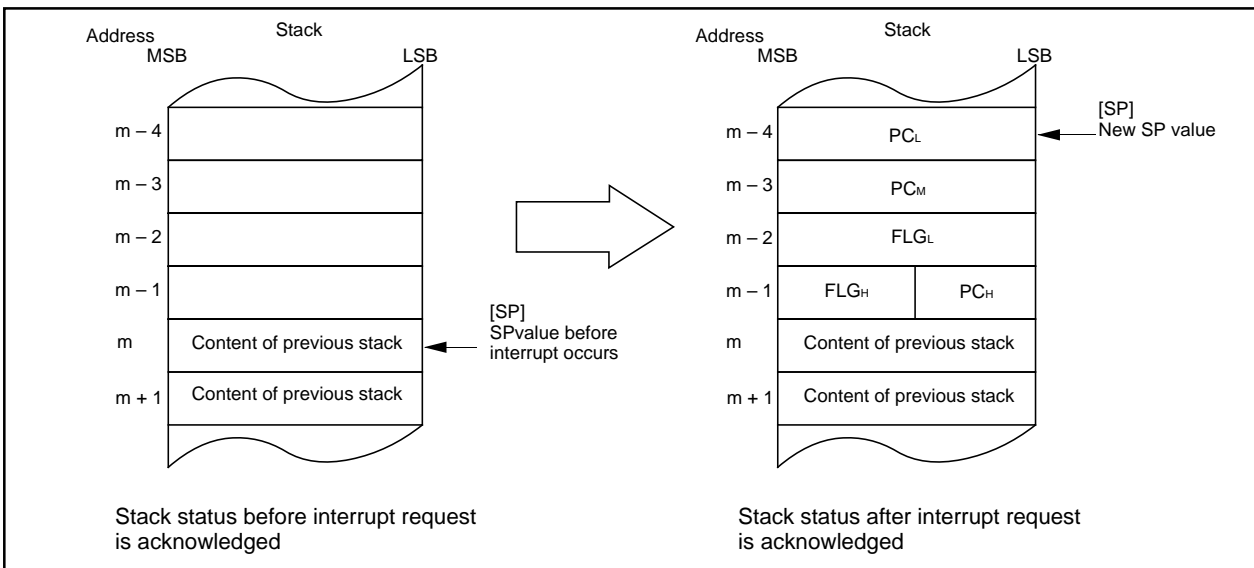 Address
MSB
Stack
LSB
m – 4
m – 3
m – 2
m – 1
m
Content of previous stack
m + 1
Content of previous stack
[SP]
SPvalue before
interrupt occurs
Stack status before interrupt request
is acknowledged
Address
MSB
Stack
LSB
m – 4
PCL
[SP]
New SP value
m – 3
PCM
m – 2
FLGL
m – 1
FLGH
PCH
m
Content of previous stack
m + 1
Content of previous stack
Stack status after interrupt request
is acknowledged